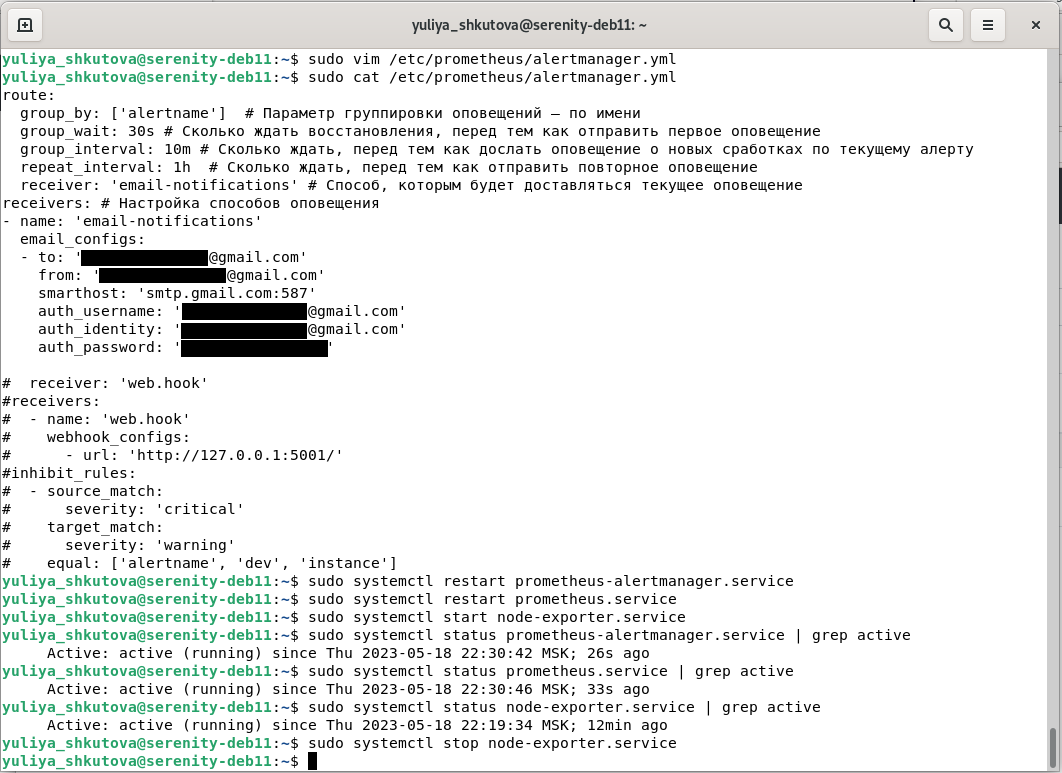 yuliya_shkutova@serenity-deb11: ~
yuliya_shkutova@serenity-deb11:~$ sudo vim /etc/prometheus/alertmanager.yml
yuliya_shkutova@serenity-deb11:~$ sudo cat /etc/prometheus/alertmanager.yml
route:
  group_by: ['alertname']  # Параметр группировки оповещений — по имени
  group_wait: 30s # Сколько ждать восстановления, перед тем как отправить первое оповещение
  group_interval: 10m # Сколько ждать, перед тем как дослать оповещение о новых сработках по текущему алерту
  repeat_interval: 1h  # Сколько ждать, перед тем как отправить повторное оповещение
  receiver: 'email-notifications' # Способ, которым будет доставляться текущее оповещение
receivers: # Настройка способов оповещения
- name: 'email-notifications'
  email_configs:
  - to: '@gmail.com'
    from: '@gmail.com'
    smarthost: 'smtp.gmail.com:587'
    auth_username: '@gmail.com'
    auth_identity: '@gmail.com'
    auth_password: ''
#  receiver: 'web.hook'
#receivers:
#  - name: 'web.hook'
#    webhook_configs:
#      - url: 'http://127.0.0.1:5001/'
#inhibit_rules:
#  - source_match:
#      severity: 'critical'
#    target_match:
#      severity: 'warning'
#    equal: ['alertname', 'dev', 'instance']
yuliya_shkutova@serenity-deb11:~$ sudo systemctl restart prometheus-alertmanager.service
yuliya_shkutova@serenity-deb11:~$ sudo systemctl restart prometheus.service
yuliya_shkutova@serenity-deb11:~$ sudo systemctl start node-exporter.service
yuliya_shkutova@serenity-deb11:~$ sudo systemctl status prometheus-alertmanager.service | grep active
     Active: active (running) since Thu 2023-05-18 22:30:42 MSK; 26s ago
yuliya_shkutova@serenity-deb11:~$ sudo systemctl status prometheus.service | grep active
     Active: active (running) since Thu 2023-05-18 22:30:46 MSK; 33s ago
yuliya_shkutova@serenity-deb11:~$ sudo systemctl status node-exporter.service | grep active
     Active: active (running) since Thu 2023-05-18 22:19:34 MSK; 12min ago
yuliya_shkutova@serenity-deb11:~$ sudo systemctl stop node-exporter.service
yuliya_shkutova@serenity-deb11:~$